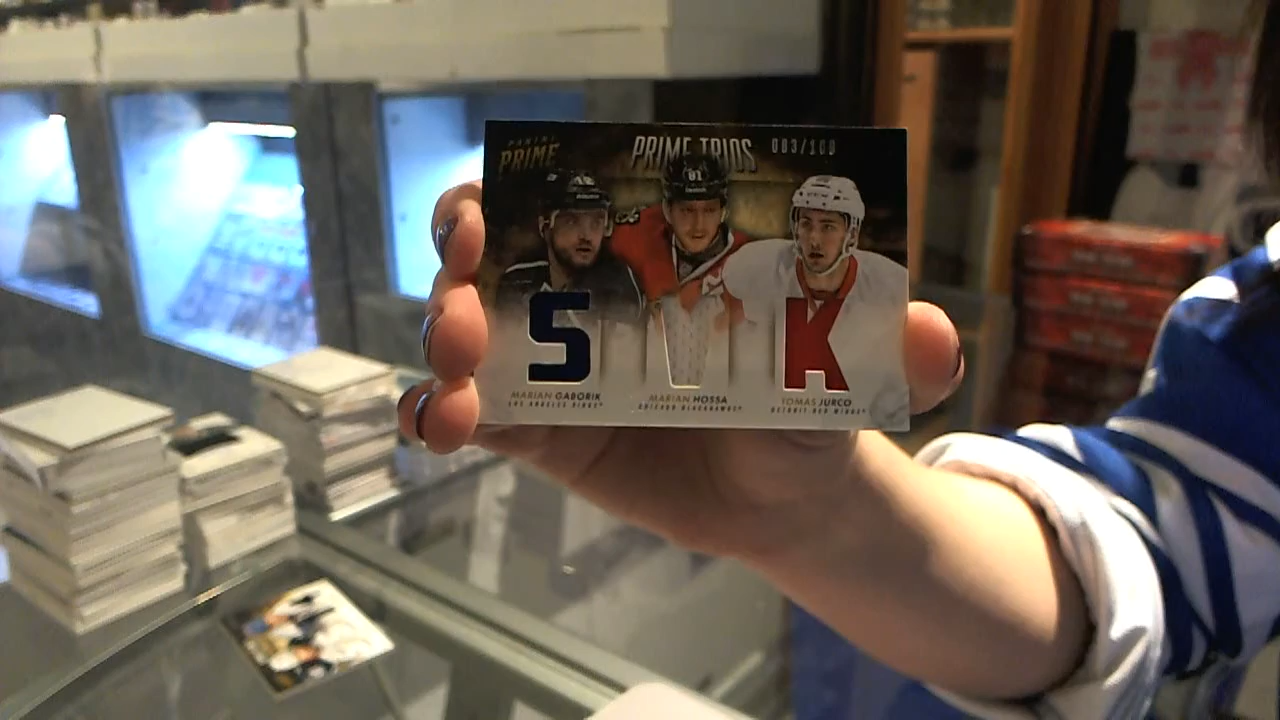 PANINI
PRIME
PRIME TRIOS
003/100
81
S V K
MARIAN GABORIK
LOS ANGELES KINGS
MARIAN HOSSA
CHICAGO BLACKHAWKS
TOMAS JURCO
DETROIT RED WINGS